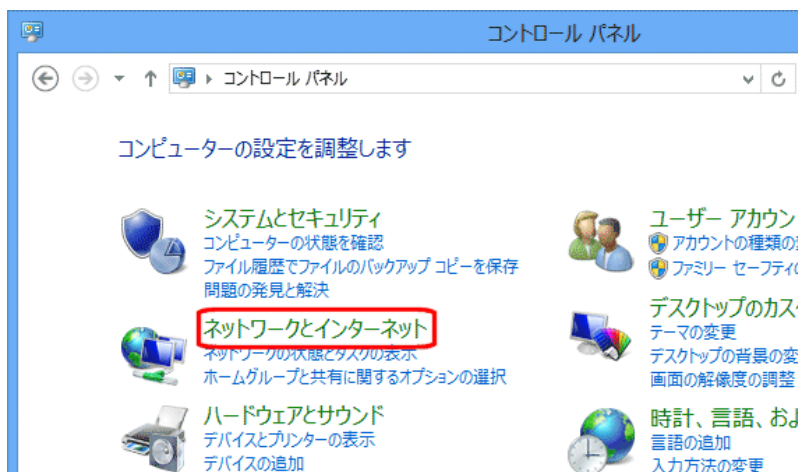 コントロール パネル
コントロール パネル
コンピューターの設定を調整します
システムとセキュリティ
コンピューターの状態を確認
ファイル履歴でファイルのバックアップ コピーを保存
問題の発見と解決
ネットワークとインターネット
ネットワークの状態とタスクの表示
ホームグループと共有に関するオプションの選択
ハードウェアとサウンド
デバイスとプリンターの表示
デバイスの追加
ユーザー アカウン
アカウントの種類の
ファミリー セーフティ
デスクトップのカス
テーマの変更
デスクトップの背景の変
画面の解像度の調整
時計、言語、およ
言語の追加
入力方法の変更